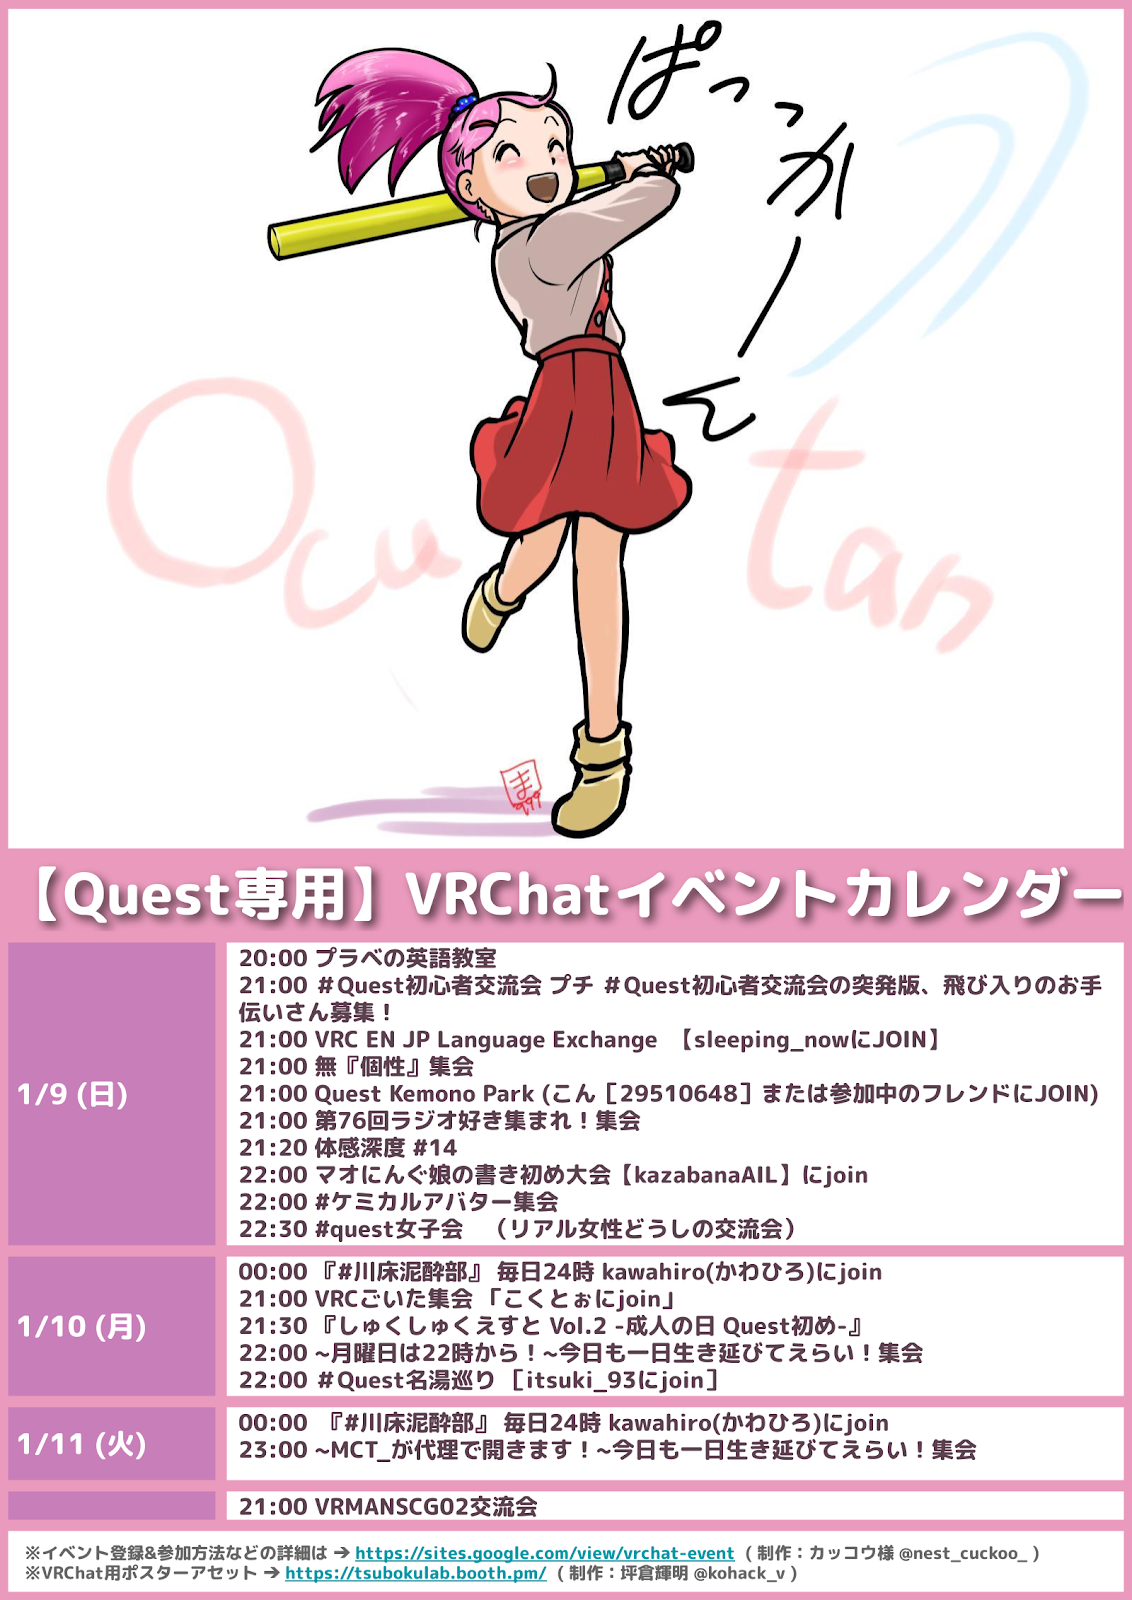 ぱっっかーん
Ocutan
ま
999
【Quest専用】VRChatイベントカレンダー
1/9 (日)
20:00 プラベの英語教室
21:00 #Quest初心者交流会 プチ #Quest初心者交流会の突発版、飛び入りのお手
伝いさん募集！
21:00 VRC EN JP Language Exchange 【sleeping_nowにJOIN】
21:00 無『個性』集会
21:00 Quest Kemono Park (こん［29510648］または参加中のフレンドにJOIN)
21:00 第76回ラジオ好き集まれ！集会
21:20 体感深度 #14
22:00 マオにんぐ娘の書き初め大会【kazabanaAIL】にjoin
22:00 #ケミカルアバター集会
22:30 #quest女子会　（リアル女性どうしの交流会）
1/10 (月)
00:00 『#川床泥酔部』 毎日24時 kawahiro(かわひろ)にjoin
21:00 VRCごいた集会 「こくとぉにjoin」
21:30 『しゅくしゅくえすと Vol.2 -成人の日 Quest初め-』
22:00 ~月曜日は22時から！~今日も一日生き延びてえらい！集会
22:00 #Quest名湯巡り ［itsuki_93にjoin］
1/11 (火)
00:00 『#川床泥酔部』 毎日24時 kawahiro(かわひろ)にjoin
23:00 ~MCT_が代理で開きます！~今日も一日生き延びてえらい！集会
21:00 VRMANSCG02交流会
※イベント登録&参加方法などの詳細は ➔ https://sites.google.com/view/vrchat-event （制作：カッコウ様 @nest_cuckoo_）
※VRChat用ポスターアセット ➔ https://tsubokulab.booth.pm/ （制作：坪倉輝明 @kohack_v）